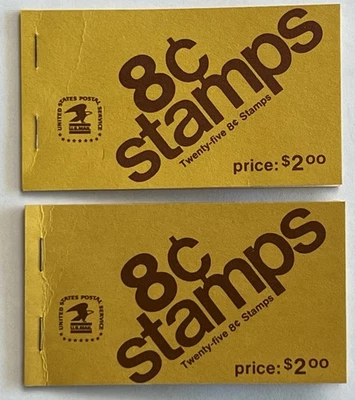 8¢
stamps
Twenty-five 8¢ Stamps
UNITED STATES POSTAL SERVICE
U.S. MAIL
price: $2 00
8¢
stamps
Twenty-five 8¢ Stamps
UNITED STATES POSTAL SERVICE
U.S. MAIL
price: $2 00